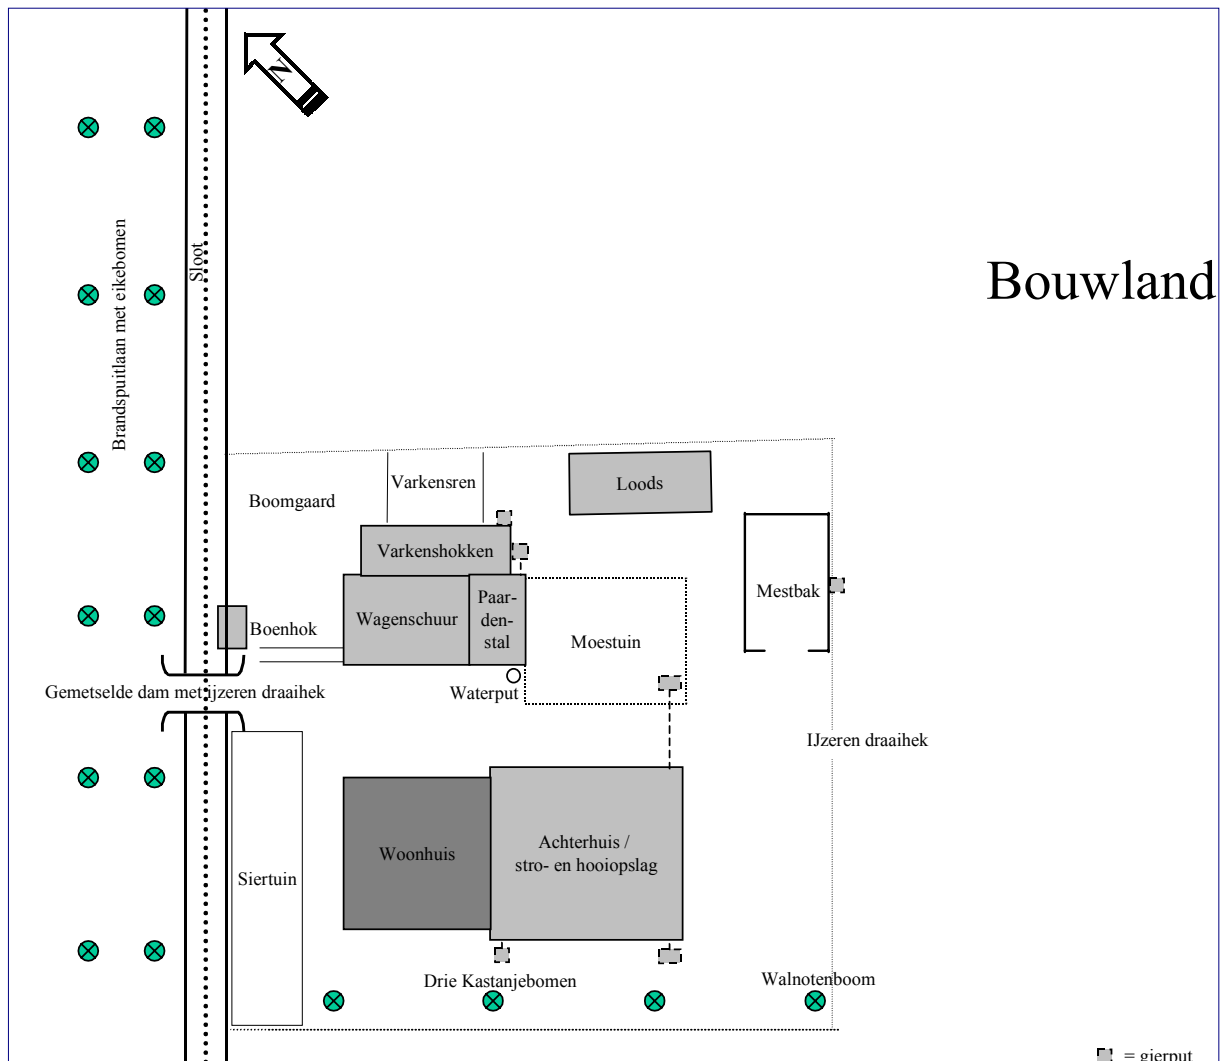 N
Sloot
Brandspuitlaan met eikebomen
Bouwland
Varkensren
Loods
Boomgaard
Varkenshokken
Mestbak
Paar-
den-
stal
Wagenschuur
Boenhok
Moestuin
Waterput
Gemetselde dam met ijzeren draaihek
IJzeren draaihek
Woonhuis
Achterhuis /
stro- en hooiopslag
Siertuin
Drie Kastanjebomen
Walnotenboom
= gierput